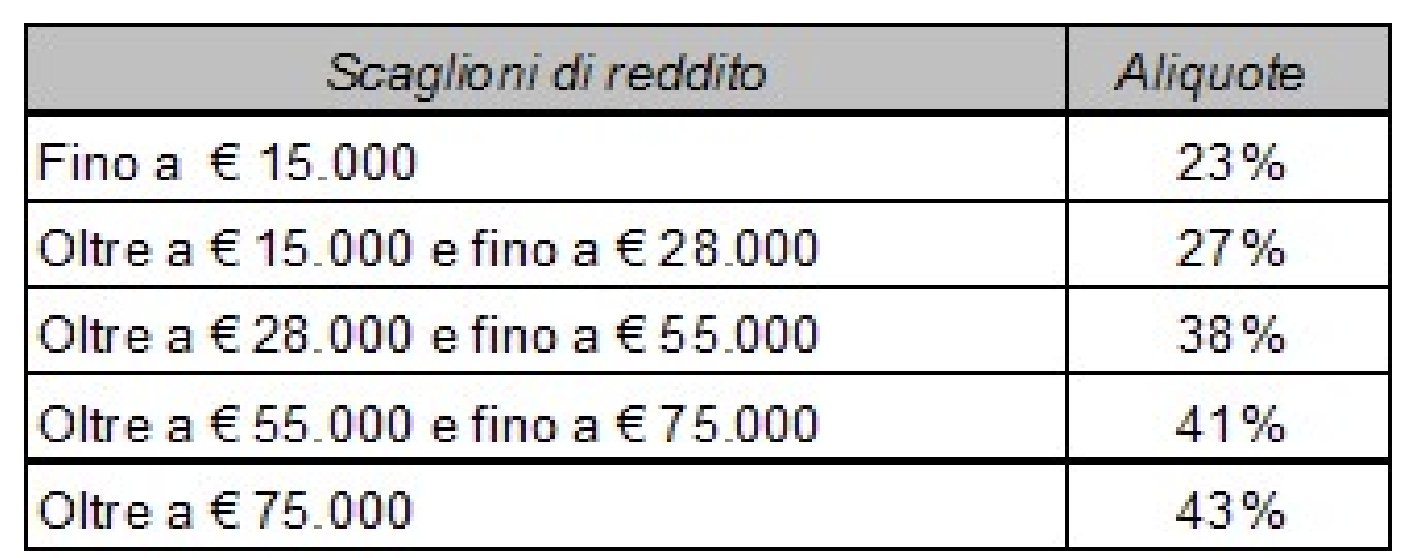 Scaglioni di reddito Aliquote
Fino a € 15.000 23%
Oltre a € 15.000 e fino a € 28.000 27%
Oltre a € 28.000 e fino a € 55.000 38%
Oltre a € 55.000 e fino a € 75.000 41%
Oltre a € 75.000 43%